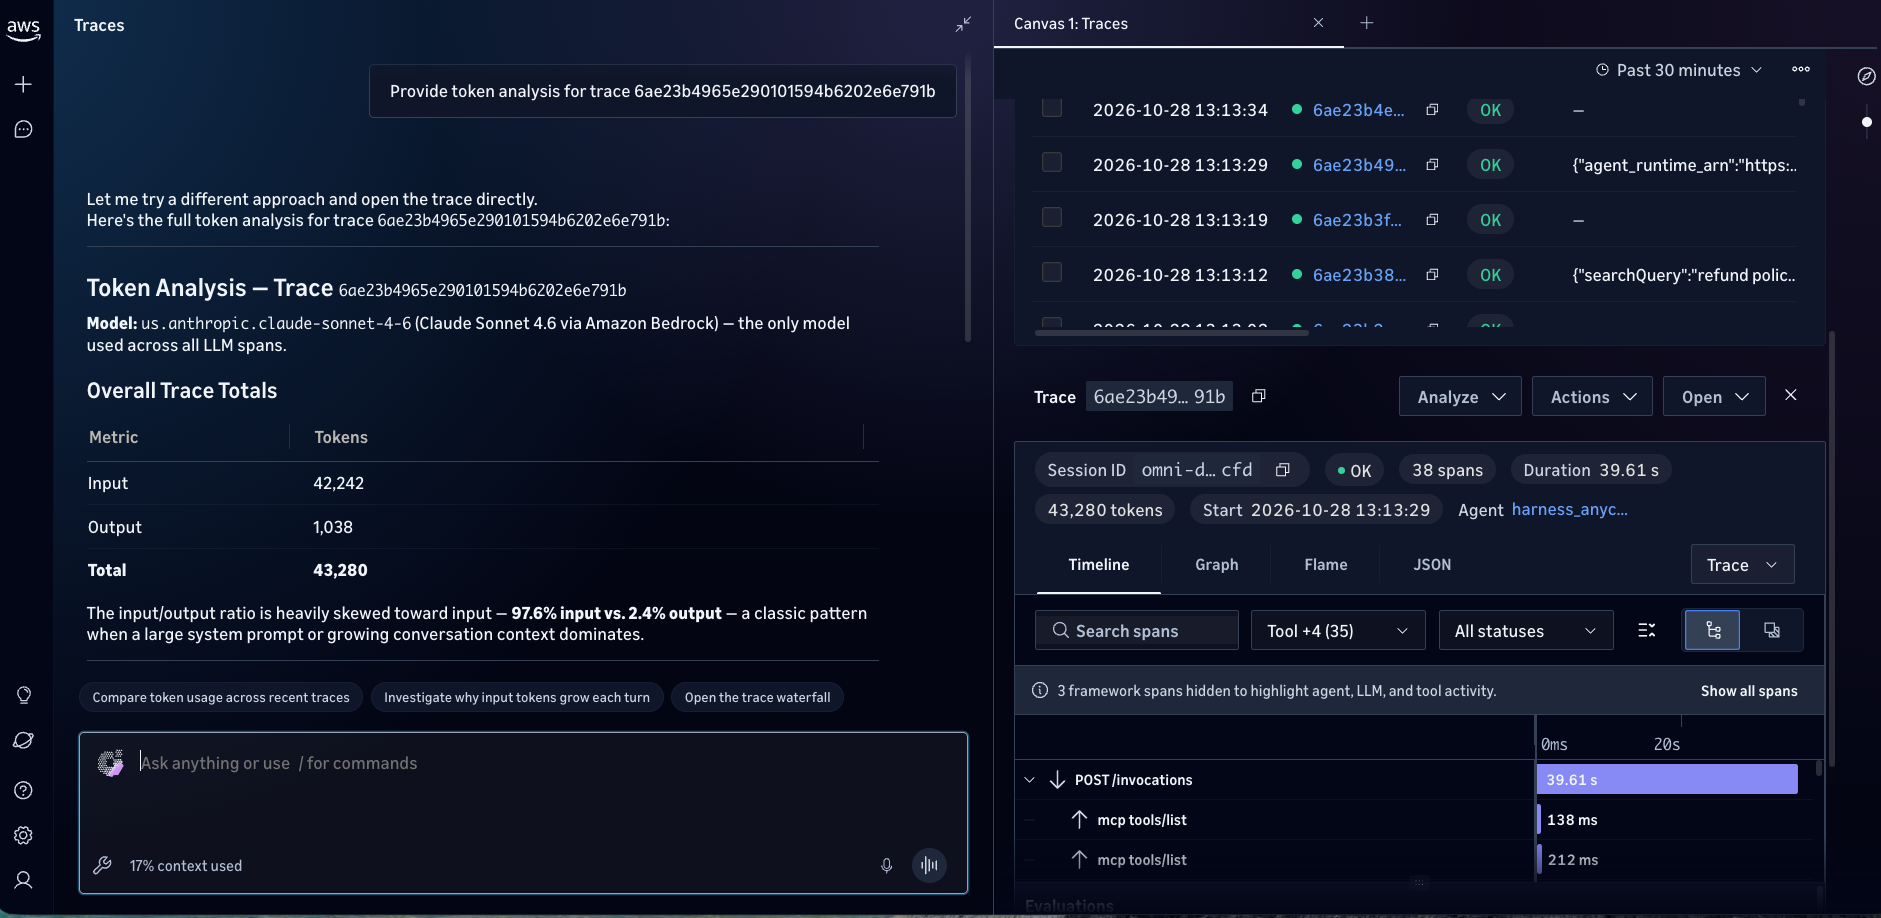 aws
Traces
Provide token analysis for trace 6ae23b4965e290101594b6202e6e791b
Let me try a different approach and open the trace directly.
Here's the full token analysis for trace 6ae23b4965e290101594b6202e6e791b:
Token Analysis — Trace 6ae23b4965e290101594b6202e6e791b
Model: us.anthropic.claude-sonnet-4-6 (Claude Sonnet 4.6 via Amazon Bedrock) — the only model
used across all LLM spans.
Overall Trace Totals
Metric Tokens
Input 42,242
Output 1,038
Total 43,280
The input/output ratio is heavily skewed toward input — 97.6% input vs. 2.4% output — a classic pattern
when a large system prompt or growing conversation context dominates.
Compare token usage across recent traces Investigate why input tokens grow each turn Open the trace waterfall
Ask anything or use / for commands
17% context used
Canvas 1: Traces
Past 30 minutes
2026-10-28 13:13:34 6ae23b4e... OK –
2026-10-28 13:13:29 6ae23b49... OK {"agent_runtime_arn":"https:..
2026-10-28 13:13:19 6ae23b3f... OK –
2026-10-28 13:13:12 6ae23b38... OK {"searchQuery":"refund polic..
Trace 6ae23b49... 91b Analyze Actions Open
Session ID omni-d... cfd OK 38 spans Duration 39.61 s
43,280 tokens Start 2026-10-28 13:13:29 Agent harness_anyc...
Timeline Graph Flame JSON Trace
Search spans Tool +4 (35) All statuses
3 framework spans hidden to highlight agent, LLM, and tool activity. Show all spans
0ms 20s
POST /invocations 39.61 s
mcp tools/list 138 ms
mcp tools/list 212 ms
Evaluations